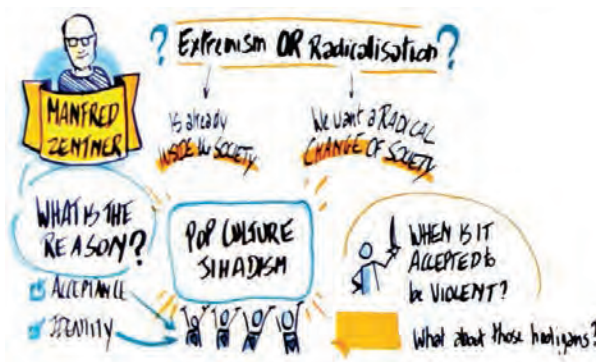 ? Extremism OR Radicalisation ?
MANFRED
ZENTNER
Is already
INSIDE the
SOCIETY
We want a RADICAL
CHANGE OF SOCIETY
WHAT IS THE
REASON?
ACCEPTANCE
IDENTITY
POP CULTURE
JIHADISM
WHEN IS IT
ACCEPTED to
be VIOLENT?
What about those hooligans?